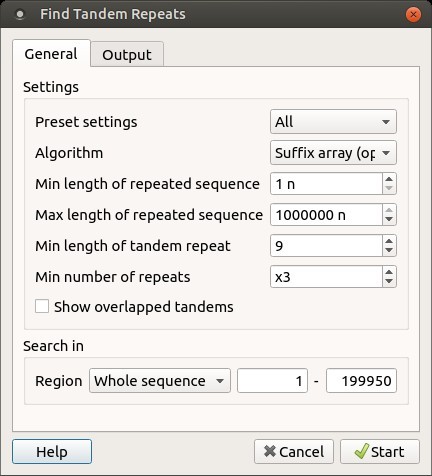 Find Tandem Repeats
General Output
Settings
Preset settings All
Algorithm Suffix array (op
Min length of repeated sequence 1 n
Max length of repeated sequence 1000000 n
Min length of tandem repeat 9
Min number of repeats x3
Show overlapped tandems
Search in
Region Whole sequence 1 - 199950
Help Cancel Start